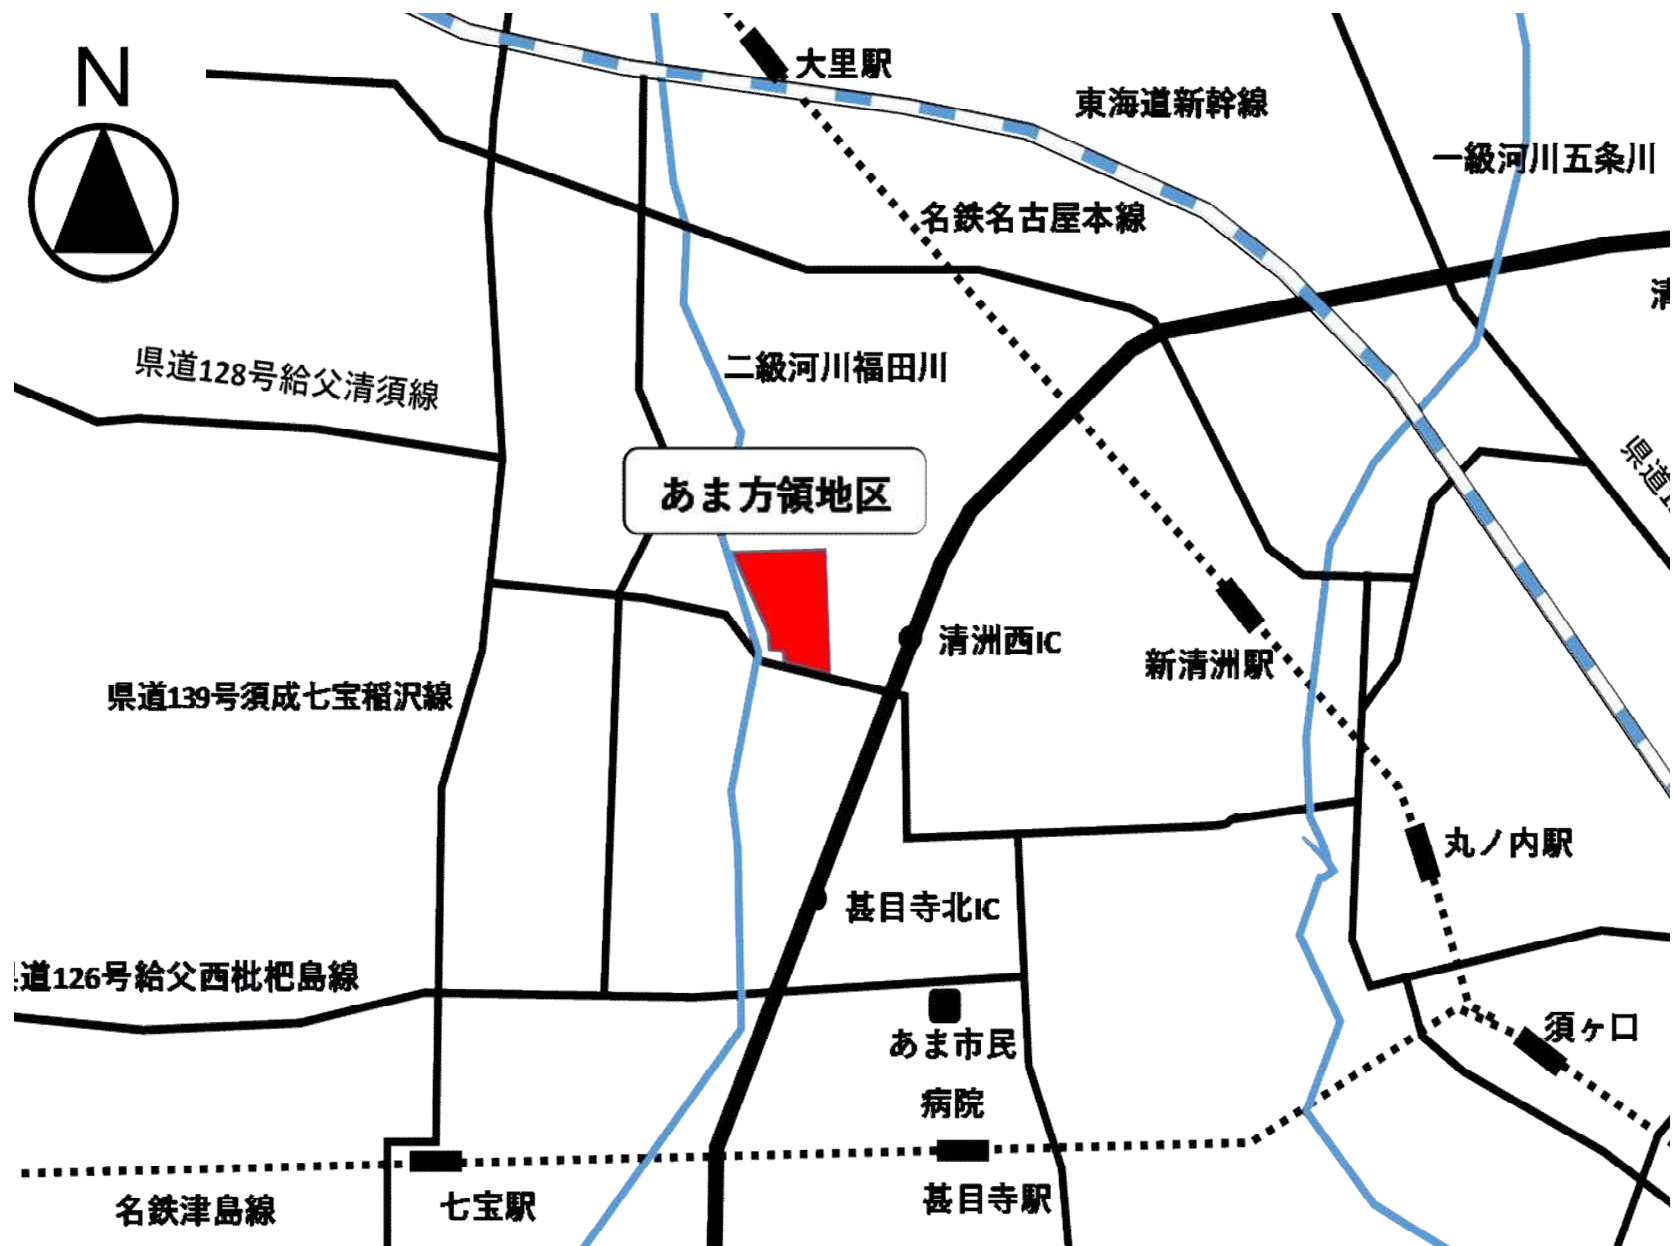 N
大里駅
東海道新幹線
一級河川五条川
名鉄名古屋本線
清
二級河川福田川
県道128号給父清須線
県道1
あま方領地区
清洲西IC
新清洲駅
県道139号須成七宝稲沢線
丸ノ内駅
甚目寺北IC
道126号給父西枇杷島線
須ヶ口
あま市民
病院
甚目寺駅
七宝駅
名鉄津島線